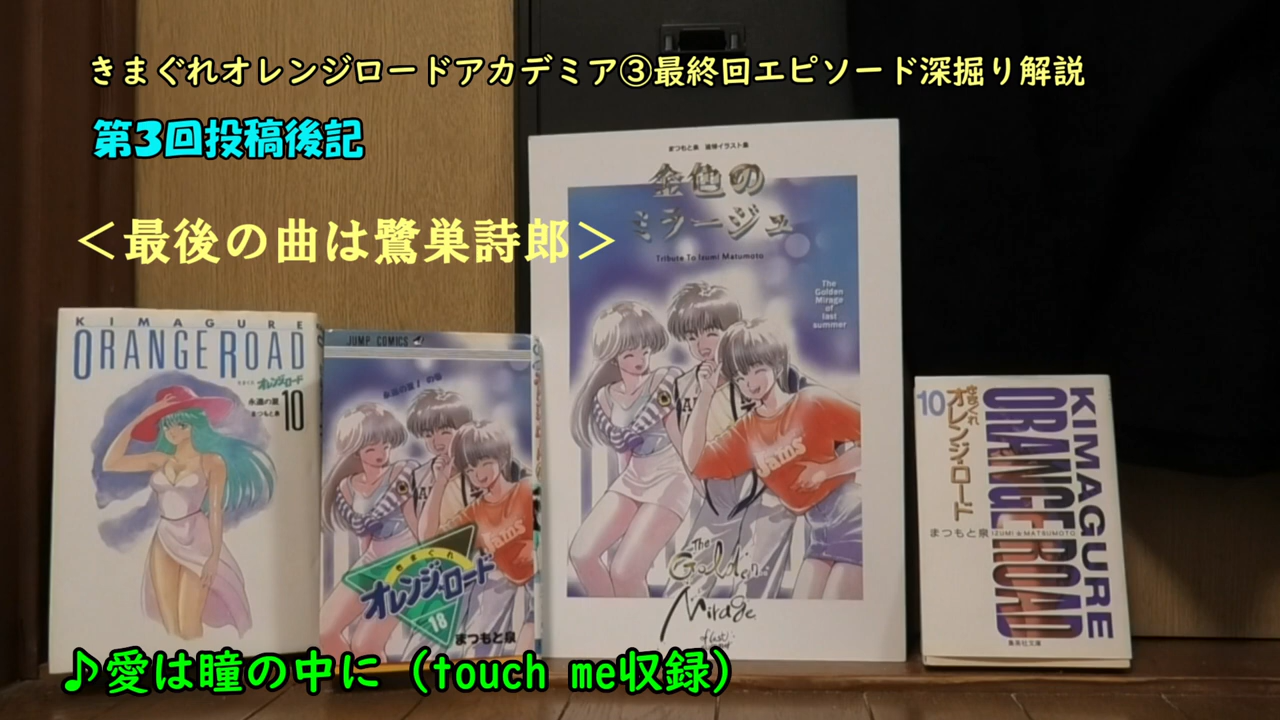 きまぐれオレンジロードアカデミア③最終回エピソード深掘り解説
第3回投稿後記
＜最後の曲は鷺巣詩郎＞
まつもと泉 追悼イラスト集
金色の
ミラージュ
Tribute To Izumi Matumoto
The
Golden
Mirage
of last
summer
Jams
The
Golden
Mirage
of last
KIMAGURE
ORANGE ROAD
きまぐれ
オレンジ・ロード
永遠の夏
10
まつもと泉
JUMP COMICS
Jams
きまぐれ
オレンジ・ロード
18
まつもと泉
10
きまぐれ
オレンジ・ロード
KIMAGURE
ORANGE ROAD
まつもと泉
IZUMI MATSUMOTO
集英社文庫
♪愛は瞳の中に（touch me収録）